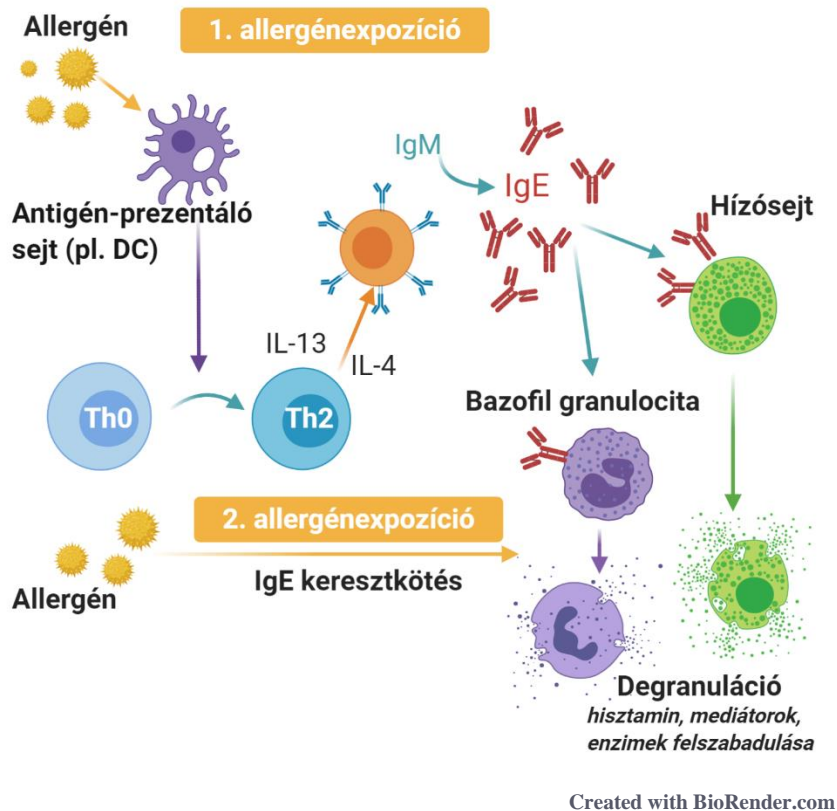 Allergén
1. allergénexpozíció
IgM
IgE
Hízósejt
Antigén-prezentáló
sejt (pl. DC)
IL-13
IL-4
Th0
Th2
Bazofil granulocita
2. allergénexpozíció
Allergén
IgE keresztkötés
Degranuláció
hisztamin, mediátorok,
enzimek felszabadulása
Created with BioRender.com